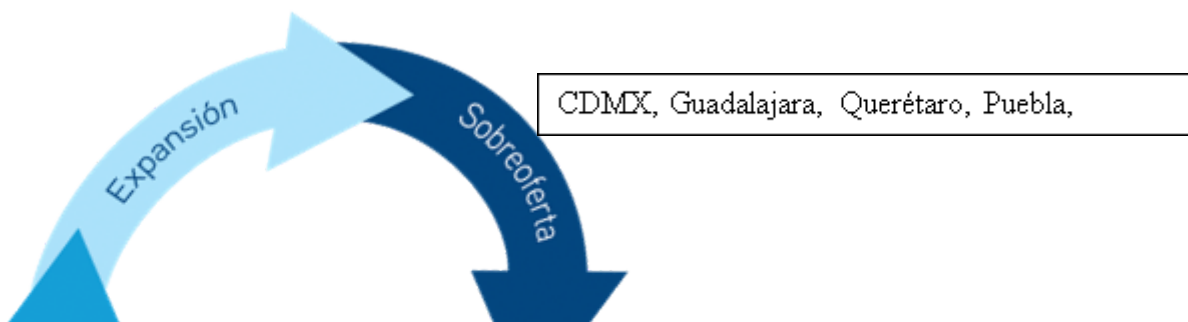 Expansión
Sobreoferta
CDMX, Guadalajara, Querétaro, Puebla,